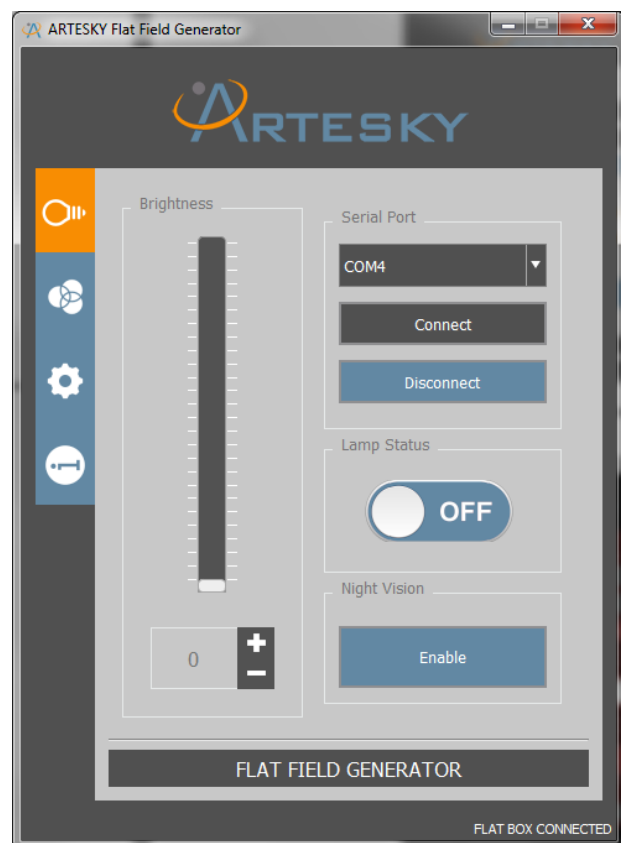 ARTESKY Flat Field Generator
ARTESKY
Brightness
0
Serial Port
COM4
Connect
Disconnect
Lamp Status
OFF
Night Vision
Enable
FLAT FIELD GENERATOR
FLAT BOX CONNECTED